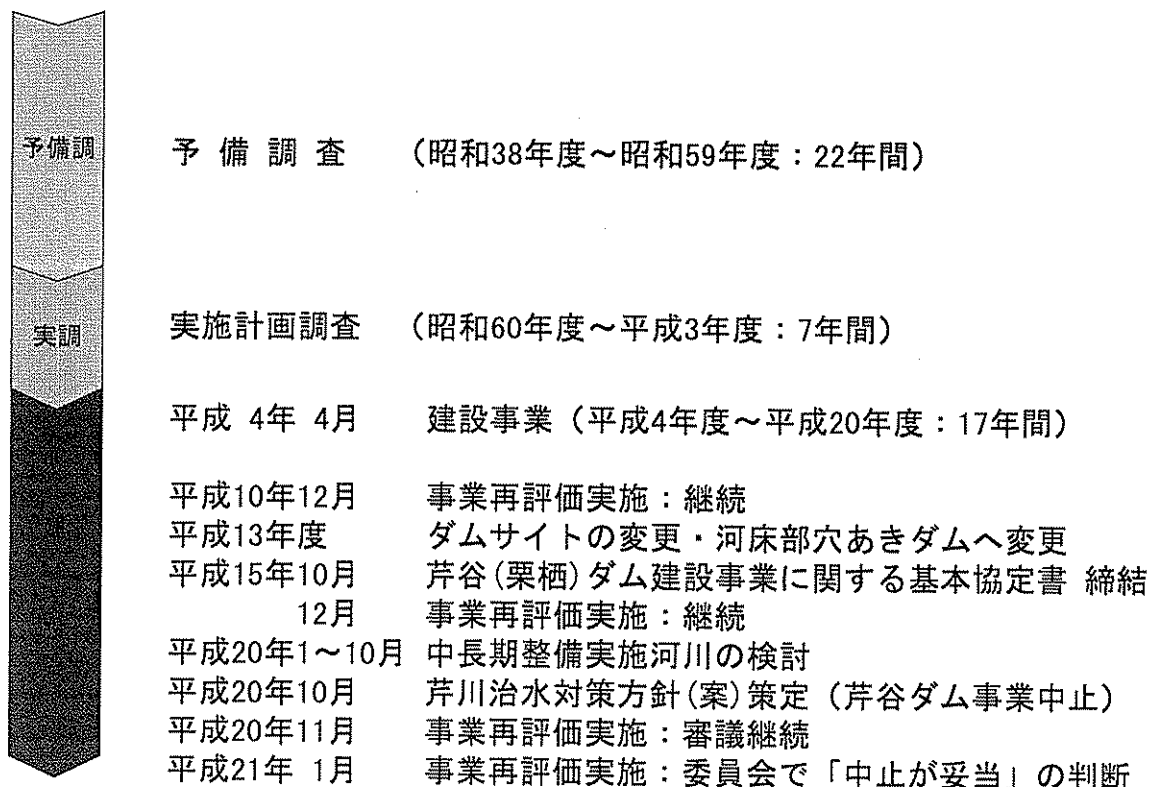 予備調
予 備 調 査 （昭和38年度～昭和59年度：22年間）
実調
実施計画調査 （昭和60年度～平成3年度：7年間）
平成 4年 4月 建設事業（平成4年度～平成20年度：17年間）
平成10年12月 事業再評価実施：継続
平成13年度 ダムサイトの変更・河床部穴あきダムへ変更
平成15年10月 芹谷(栗栖)ダム建設事業に関する基本協定書 締結
12月 事業再評価実施：継続
平成20年1～10月 中長期整備実施河川の検討
平成20年10月 芹川治水対策方針(案)策定（芹谷ダム事業中止）
平成20年11月 事業再評価実施：審議継続
平成21年 1月 事業再評価実施：委員会で「中止が妥当」の判断